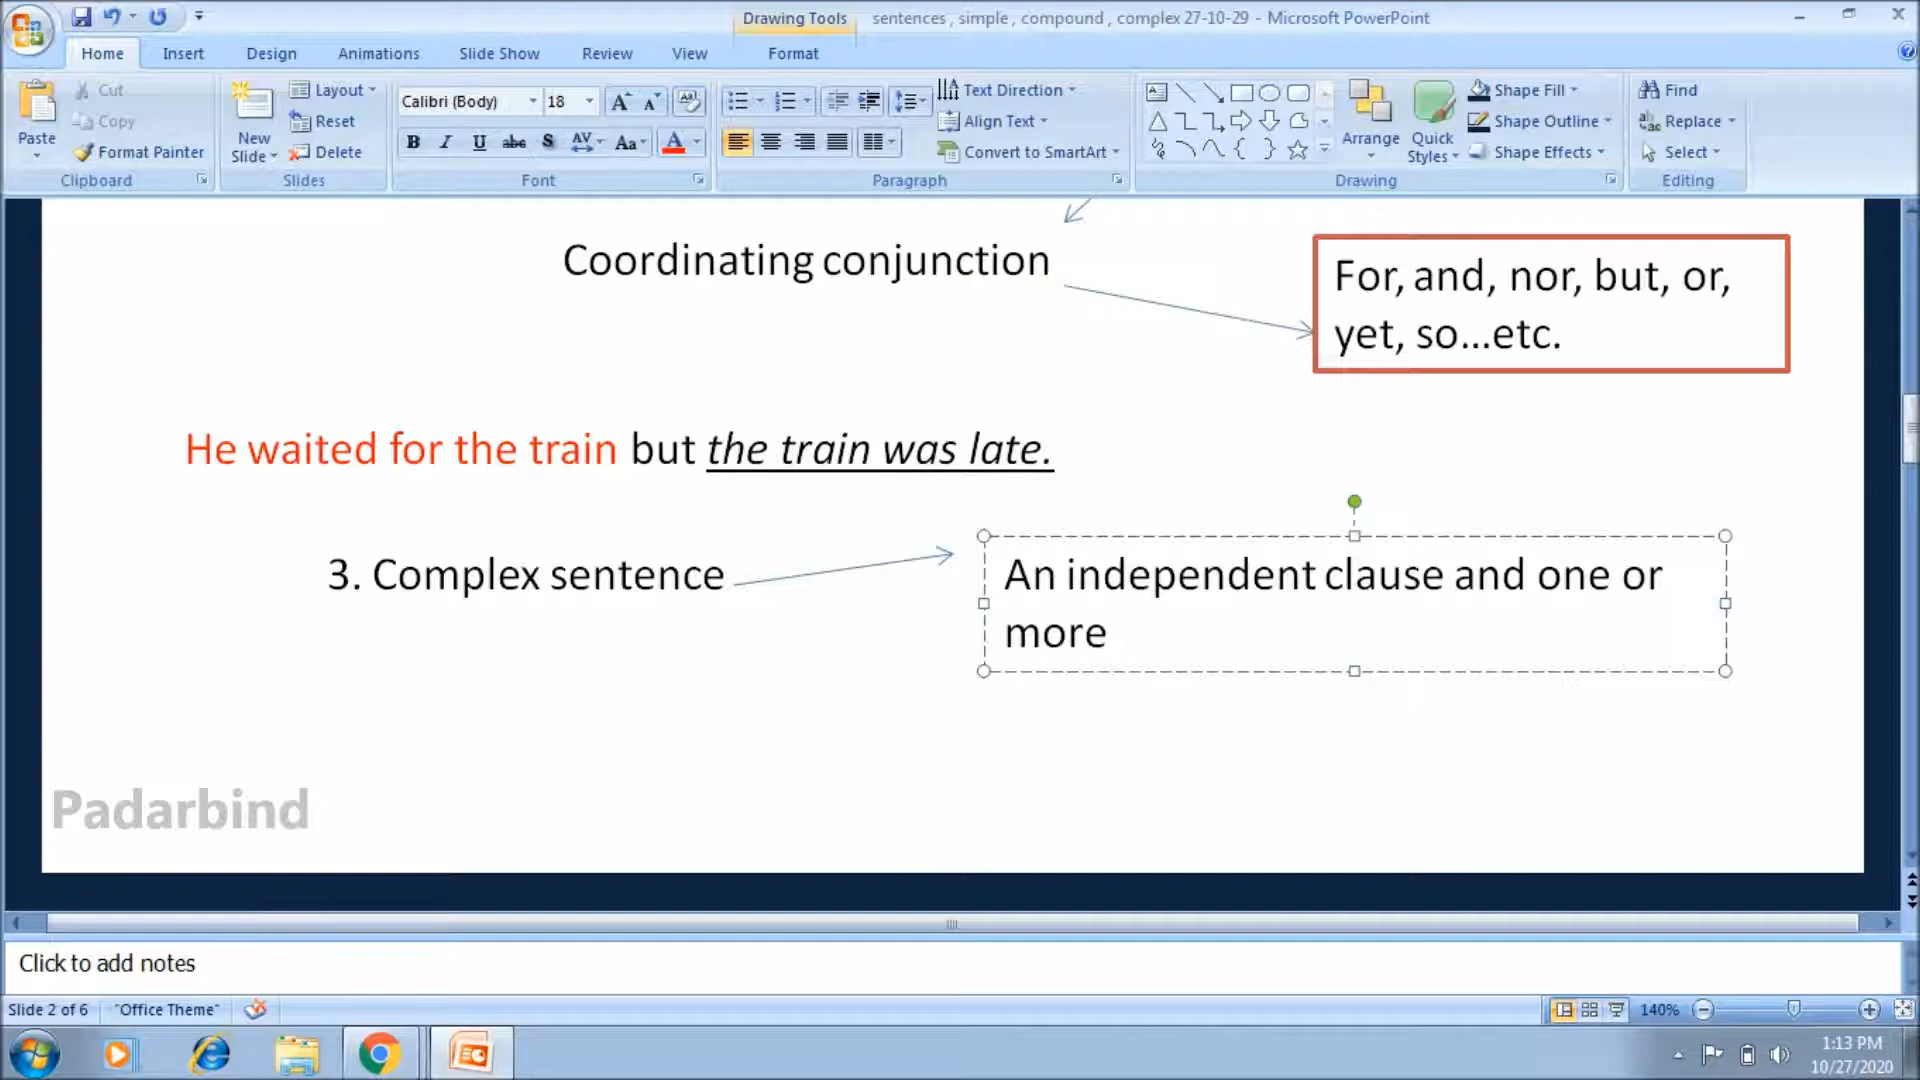 Drawing Tools
sentences , simple , compound , complex 27-10-29 - Microsoft PowerPoint
Home
Insert
Design
Animations
Slide Show
Review
View
Format
Paste
Cut
Copy
Format Painter
Clipboard
New
Slide
Layout
Reset
Delete
Slides
Calibri (Body)
18
Font
Text Direction
Align Text
Convert to SmartArt
Paragraph
Arrange
Quick
Styles
Shape Fill
Shape Outline
Shape Effects
Drawing
Find
Replace
Select
Editing
Coordinating conjunction
For, and, nor, but, or,
yet, so...etc.
He waited for the train but the train was late.
3. Complex sentence
An independent clause and one or
more
Padarbind
Click to add notes
Slide 2 of 6
"Office Theme"
140%
1:13 PM
10/27/2020